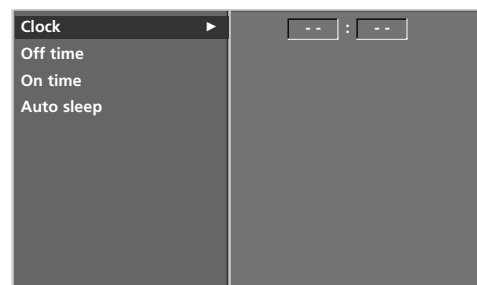 Clock ► - - : - -
Off time
On time
Auto sleep